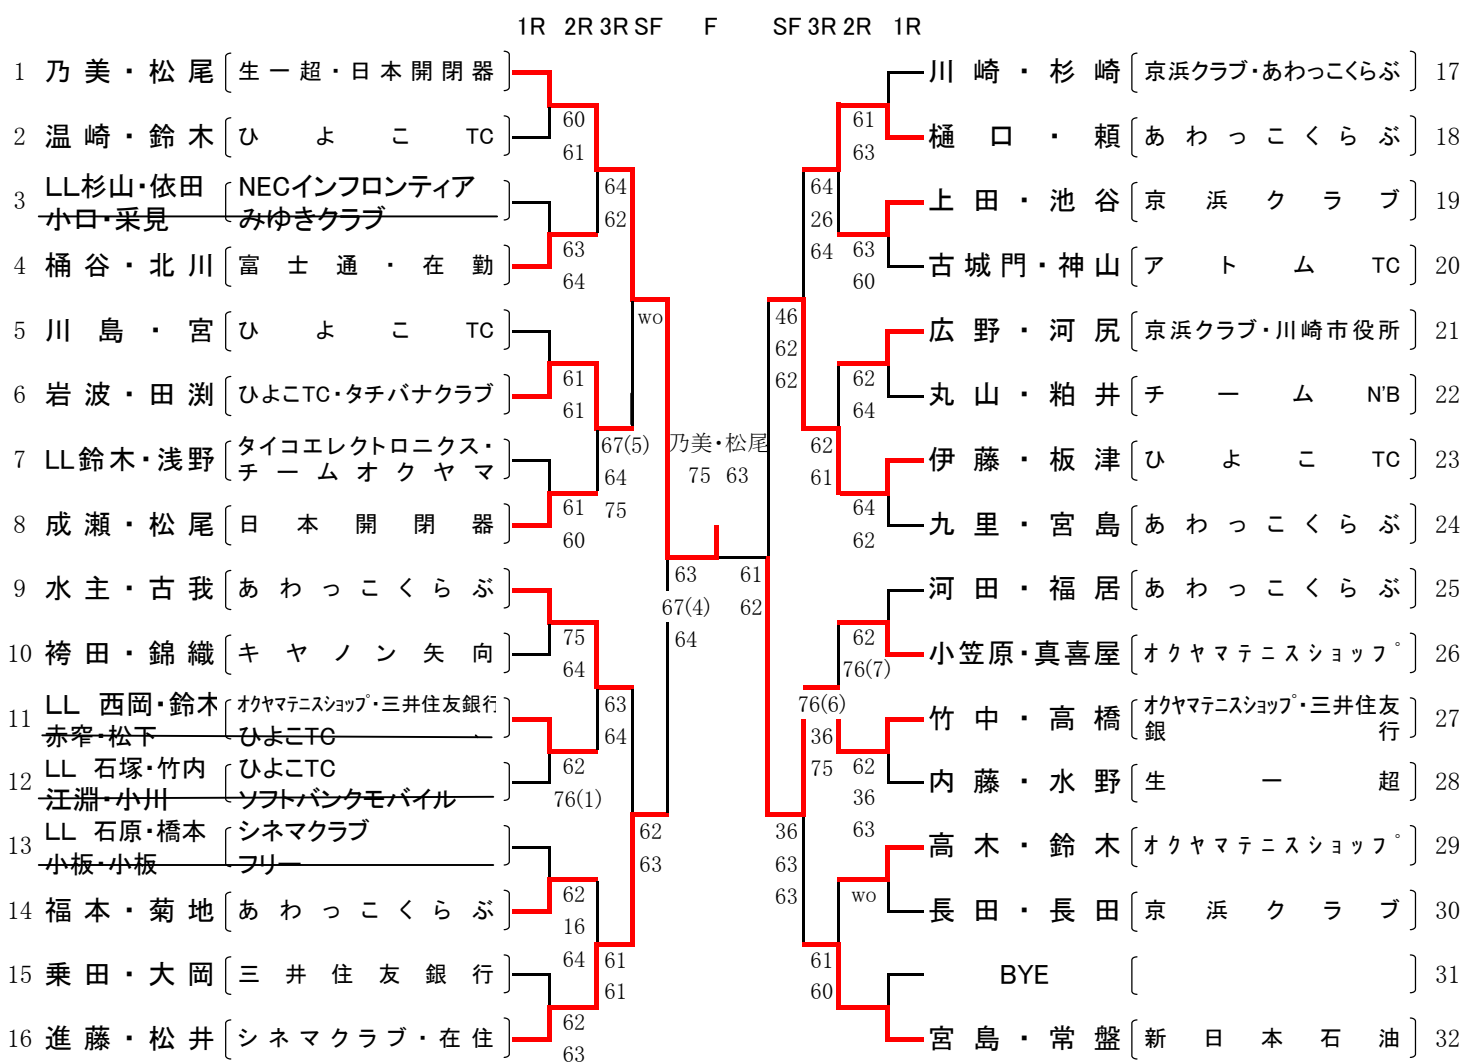 1R 2R 3R SF F SF 3R 2R 1R
1 乃美・松尾 生一超・日本開閉器
60
2 温崎・鈴木 ひよこTC
61
3 LL杉山・依田 NECインフロンティア
小口・采見 みゆきクラブ
64
62
4 桶谷・北川 富士通・在勤
63
64
5 川島・宮 ひよこTC
wo
6 岩波・田渕 ひよこTC・タチバナクラブ
61
61
7 LL鈴木・浅野 タイコエレクトロニクス・
チームオクヤマ
67(5)
64
75
8 成瀬・松尾 日本開閉器
61
60
乃美・松尾
75 63
9 水主・古我 あわっこくらぶ
63
67(4)
64
61
62
10 袴田・錦織 キヤノン矢向
75
64
11 LL 西岡・鈴木 オクヤマテニスショップ・三井住友銀行
赤窄・松下 ひよこTC
63
64
12 LL 石塚・竹内 ひよこTC
江淵・小川 ソフトバンクモバイル
62
76(1)
13 LL 石原・橋本 シネマクラブ
小板・小板 フリー
62
63
14 福本・菊地 あわっこくらぶ
62
16
64
15 乗田・大岡 三井住友銀行
61
61
16 進藤・松井 シネマクラブ・在住
62
63
川崎・杉崎 京浜クラブ・あわっこくらぶ 17
61
63
樋口・頼 あわっこくらぶ 18
64
26
64
上田・池谷 京浜クラブ 19
63
60
古城門・神山 アトムTC 20
46
62
62
広野・河尻 京浜クラブ・川崎市役所 21
62
64
丸山・粕井 チームN'B 22
62
61
伊藤・板津 ひよこTC 23
64
62
九里・宮島 あわっこくらぶ 24
河田・福居 あわっこくらぶ 25
62
76(7)
小笠原・真喜屋 オクヤマテニスショップ 26
76(6)
36
75
竹中・高橋 オクヤマテニスショップ・三井住友
銀行 27
62
36
63
内藤・水野 生一超 28
36
63
63
高木・鈴木 オクヤマテニスショップ 29
wo
長田・長田 京浜クラブ 30
61
60
BYE 31
宮島・常盤 新日本石油 32